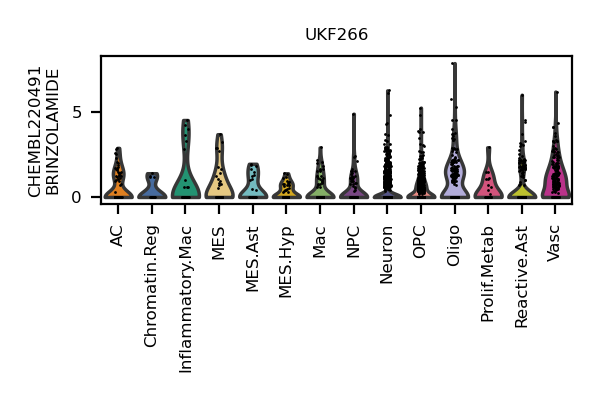 UKF266
CHEMBL220491
BRINZOLAMIDE
5
0
AC
Chromatin.Reg
Inflammatory.Mac
MES
MES.Ast
MES.Hyp
Mac
NPC
Neuron
OPC
Oligo
Prolif.Metab
Reactive.Ast
Vasc